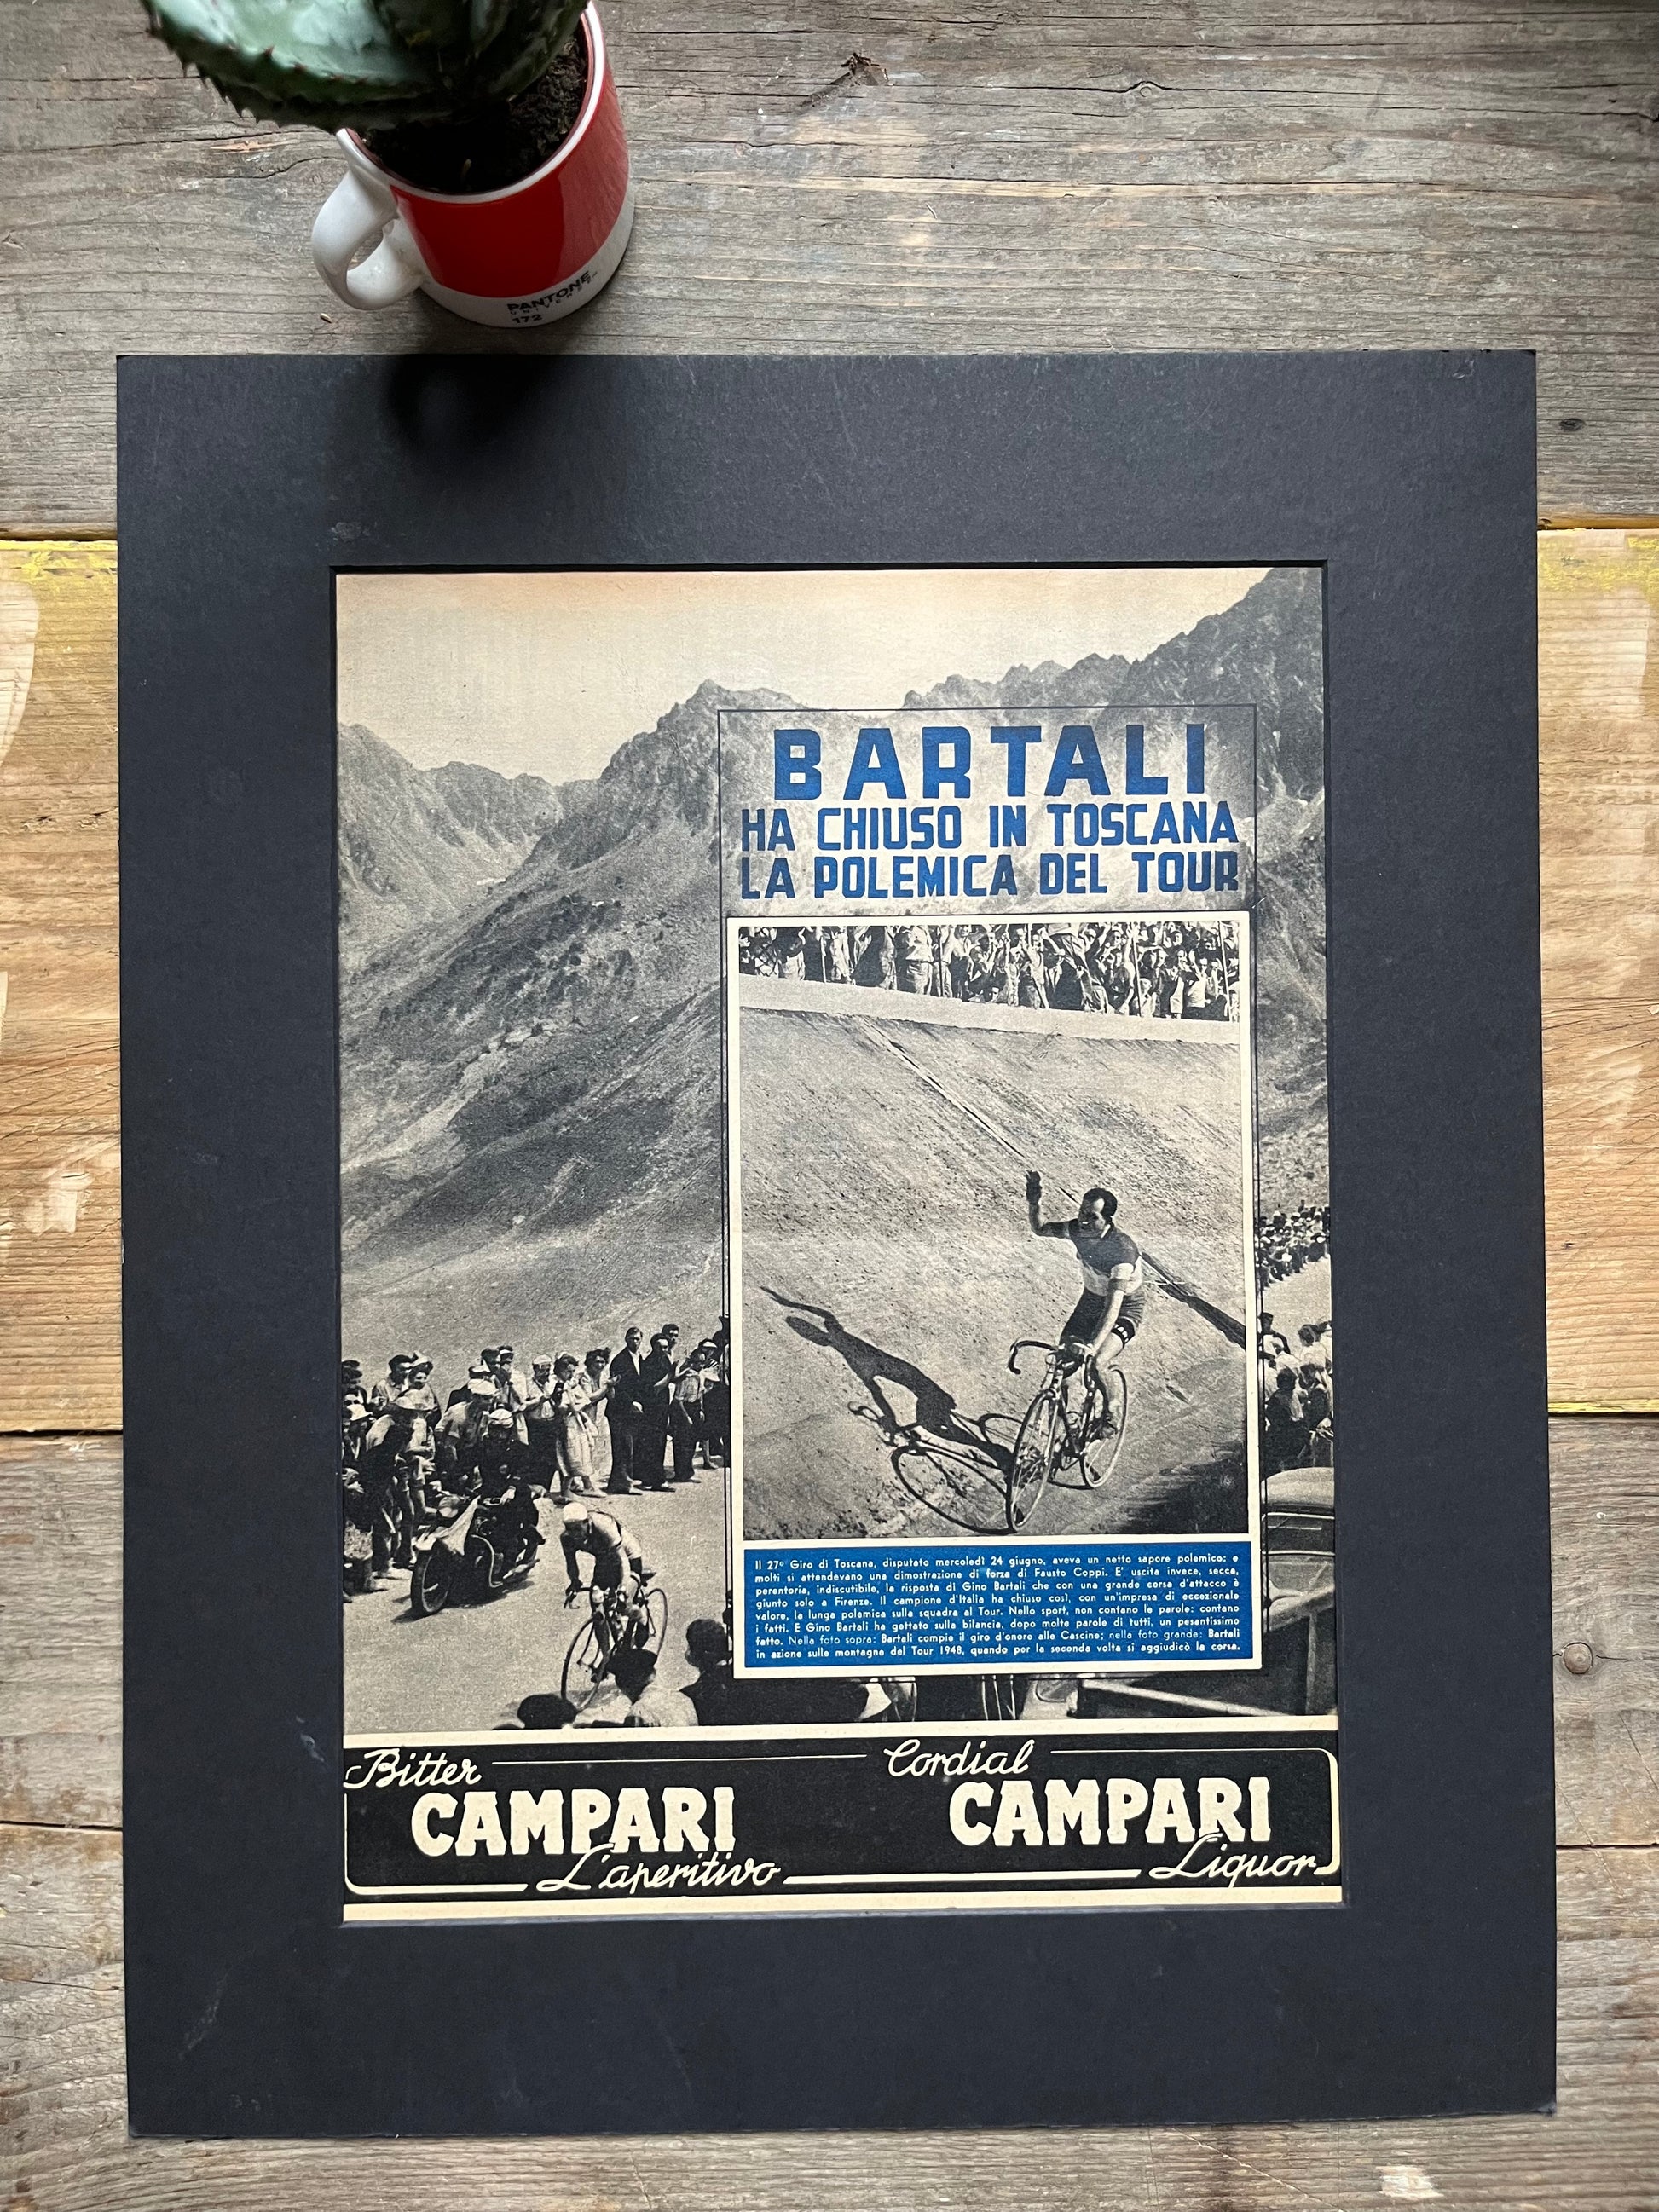 PANTONE
UNIVERSE
172
BARTALI
HA CHIUSO IN TOSCANA
LA POLEMICA DEL TOUR
Il 27º Giro di Toscana, disputato mercoledì 24 giugno, aveva un netto sapore polemico: e
molti si attendevano una dimostrazione di forza di Fausto Coppi. E' uscita invece, secca,
perentoria, indiscutibile, la risposta di Gino Bartali che con una grande corsa d'attacco è
giunto solo a Firenze. Il campione d'Italia ha chiuso così, con un'impresa di eccezionale
valore, la lunga polemica sulla squadra al Tour. Nello sport, non contano le parole: contano
i fatti. E Gino Bartali ha gettato sulla bilancia, dopo molte parole di tutti, un pesantissimo
fatto. Nella foto sopra: Bartali compie il giro d'onore alle Cascine; nella foto grande: Bartali
in azione sulle montagne del Tour 1948, quando per la seconda volta si aggiudicò la corsa.
Bitter
CAMPARI
L'aperitivo
Cordial
CAMPARI
Liquor